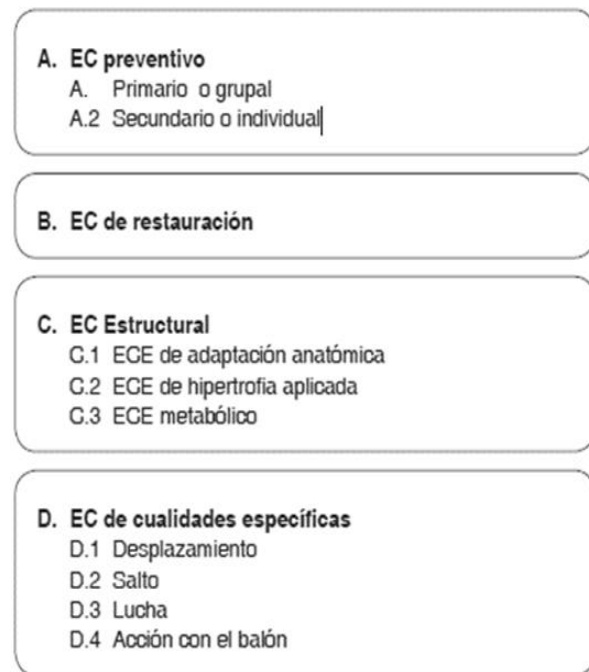 A. EC preventivo
A. Primario o grupal
A.2 Secundario o individual
B. EC de restauración
C. EC Estructural
C.1 ECE de adaptación anatómica
C.2 ECE de hipertrofia aplicada
C.3 ECE metabólico
D. EC de cualidades específicas
D.1 Desplazamiento
D.2 Salto
D.3 Lucha
D.4 Acción con el balón